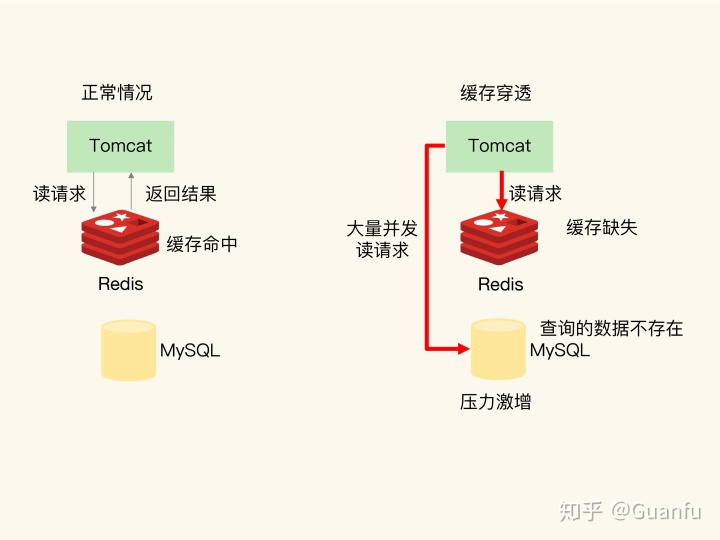 正常情况
Tomcat
读请求
返回结果
缓存命中
Redis
MySQL
缓存穿透
Tomcat
读请求
大量并发
读请求
缓存缺失
Redis
查询的数据不存在
MySQL
压力激增
知乎 @Guanfu